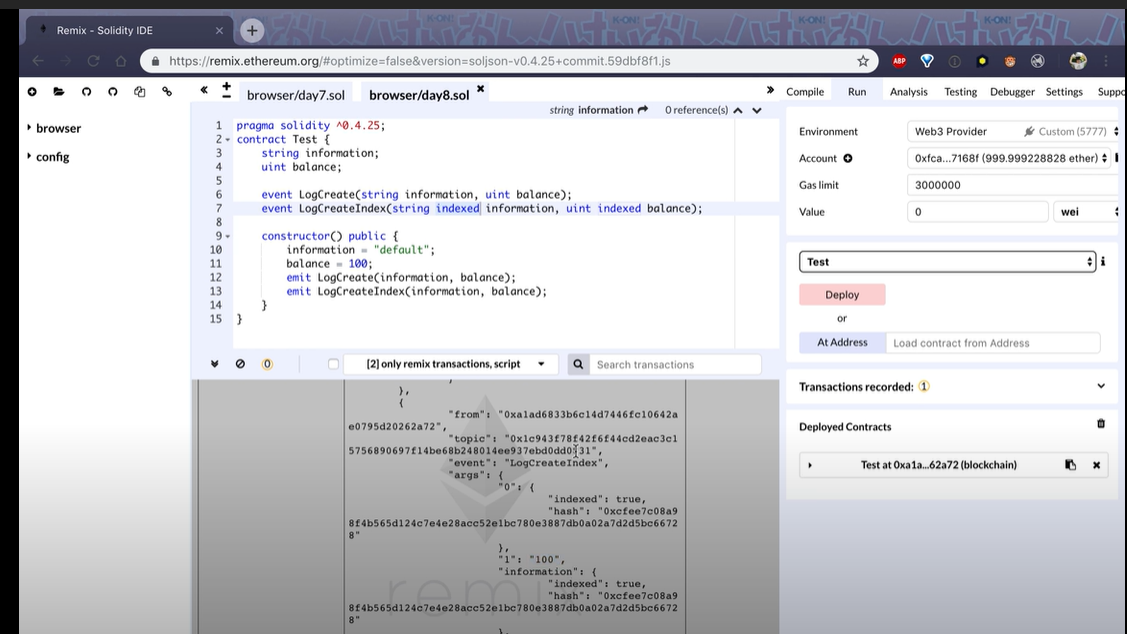 Remix - Solidity IDE
K-ON!
K-ON!
K-ON!
https://remix.ethereum.org/#optimize=false&version=soljson-v0.4.25+commit.59dbf8f1.js
ABP
browser
config
browser/day7.sol
browser/day8.sol
string information
0 reference(s)
1 pragma solidity ^0.4.25;
2 contract Test {
3 string information;
4 uint balance;
5
6 event LogCreate(string information, uint balance);
7 event LogCreateIndex(string indexed information, uint indexed balance);
8
9 constructor() public {
10 information = "default";
11 balance = 100;
12 emit LogCreate(information, balance);
13 emit LogCreateIndex(information, balance);
14 }
15 }
0
[2] only remix transactions, script
Search transactions
},
{
"from": "0xa1ad6833b6c14d7446fc10642a
e0795d20262a72",
"topic": "0x1c943f78f42f6f44cd2eac3c1
"event": "LogCreateIndex",
"args": {
"0": {
"indexed": true,
"hash": "0xcfee7c08a9
8f4b565d124c7e4e28acc52e1bc780e3887db0a02a7d2d5bc6672
8"
},
"1": "100",
"information": {
"indexed": true,
"hash": "0xcfee7c08a9
8f4b565d124c7e4e28acc52e1bc780e3887db0a02a7d2d5bc6672
8"
remix
Compile Run Analysis Testing Debugger Settings Suppo
Environment Web3 Provider Custom (5777)
Account 0xfca...7168f (999.999228828 ether)
Gas limit 3000000
Value 0 wei
Test
Deploy
or
At Address Load contract from Address
Transactions recorded: 1
Deployed Contracts
Test at 0xa1a...62a72 (blockchain)